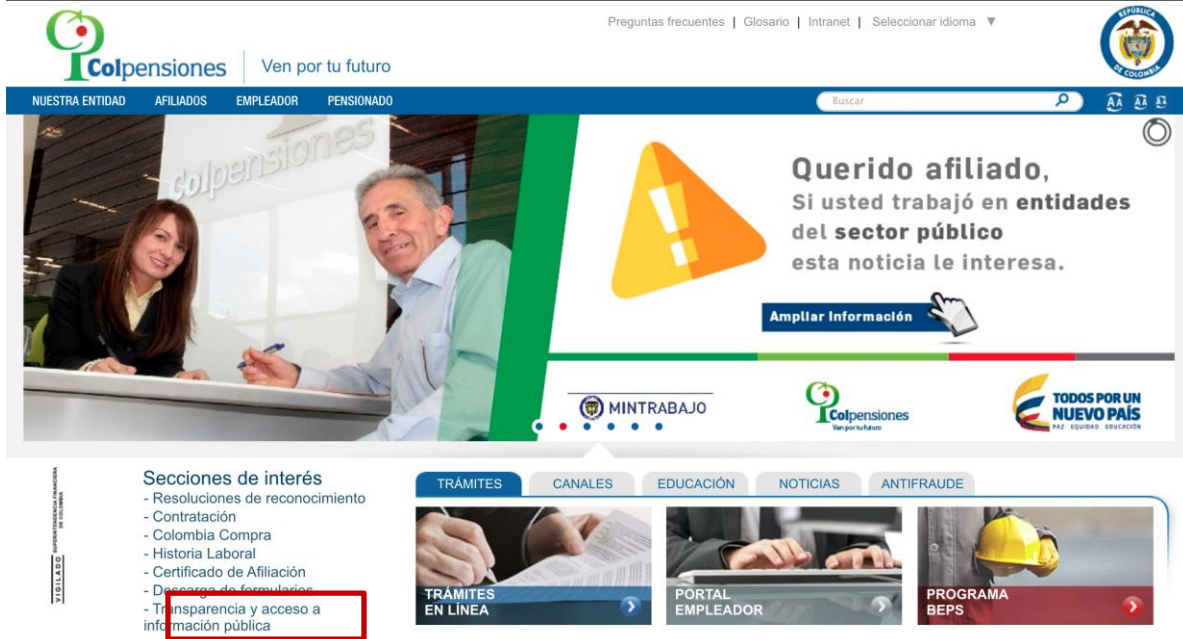 Preguntas frecuentes | Glosario | Intranet | Seleccionar idioma ▼
REPÚBLICA DE COLOMBIA
Colpensiones
Ven por tu futuro
NUESTRA ENTIDAD AFILIADOS EMPLEADOR PENSIONADO
Buscar
AA AA AA
Colpensiones
Querido afiliado,
Si usted trabajó en entidades
del sector público
esta noticia le interesa.
Ampliar Información
MINTRABAJO
Colpensiones
Ven por tu futuro
TODOS POR UN
NUEVO PAÍS
PAZ EQUIDAD EDUCACIÓN
VIGILADO
SUPERINTENDENCIA FINANCIERA
DE COLOMBIA
Secciones de interés
- Resoluciones de reconocimiento
- Contratación
- Colombia Compra
- Historia Laboral
- Certificado de Afiliación
- Descarga de formularios
- Transparencia y acceso a
información pública
TRÁMITES CANALES EDUCACIÓN NOTICIAS ANTIFRAUDE
TRÁMITES
EN LÍNEA
PORTAL
EMPLEADOR
PROGRAMA
BEPS